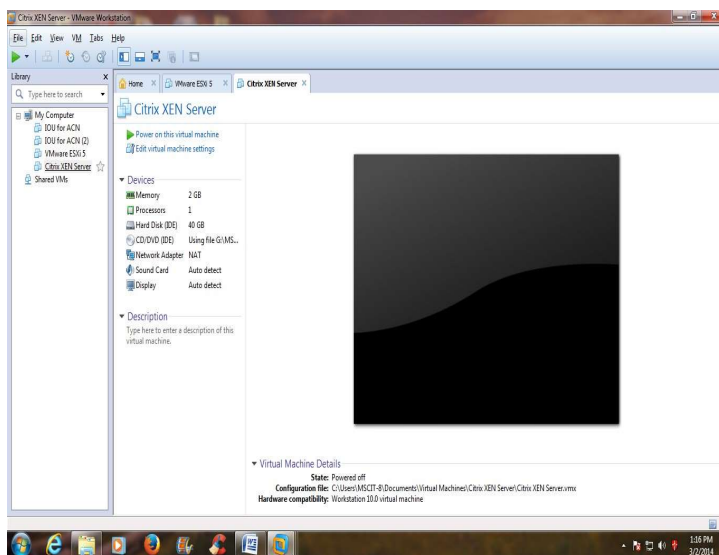 Citrix XEN Server - VMware Workstation
File Edit View VM Tabs Help
Library x
Type here to search
My Computer
IOU for ACN
IOU for ACN (2)
VMware ESXi 5
Citrix XEN Server
Shared VMs
Home x VMware ESXi 5 x Citrix XEN Server x
Citrix XEN Server
Power on this virtual machine
Edit virtual machine settings
Devices
Memory 2 GB
Processors 1
Hard Disk (IDE) 40 GB
CD/DVD (IDE) Using file G:\MS...
Network Adapter NAT
Sound Card Auto detect
Display Auto detect
Description
Type here to enter a description of this
virtual machine.
Virtual Machine Details
State: Powered off
Configuration file: C:\Users\MSCIT-8\Documents\Virtual Machines\Citrix XEN Server\Citrix XEN Server.vmx
Hardware compatibility: Workstation 10.0 virtual machine
1:16 PM
3/2/2014